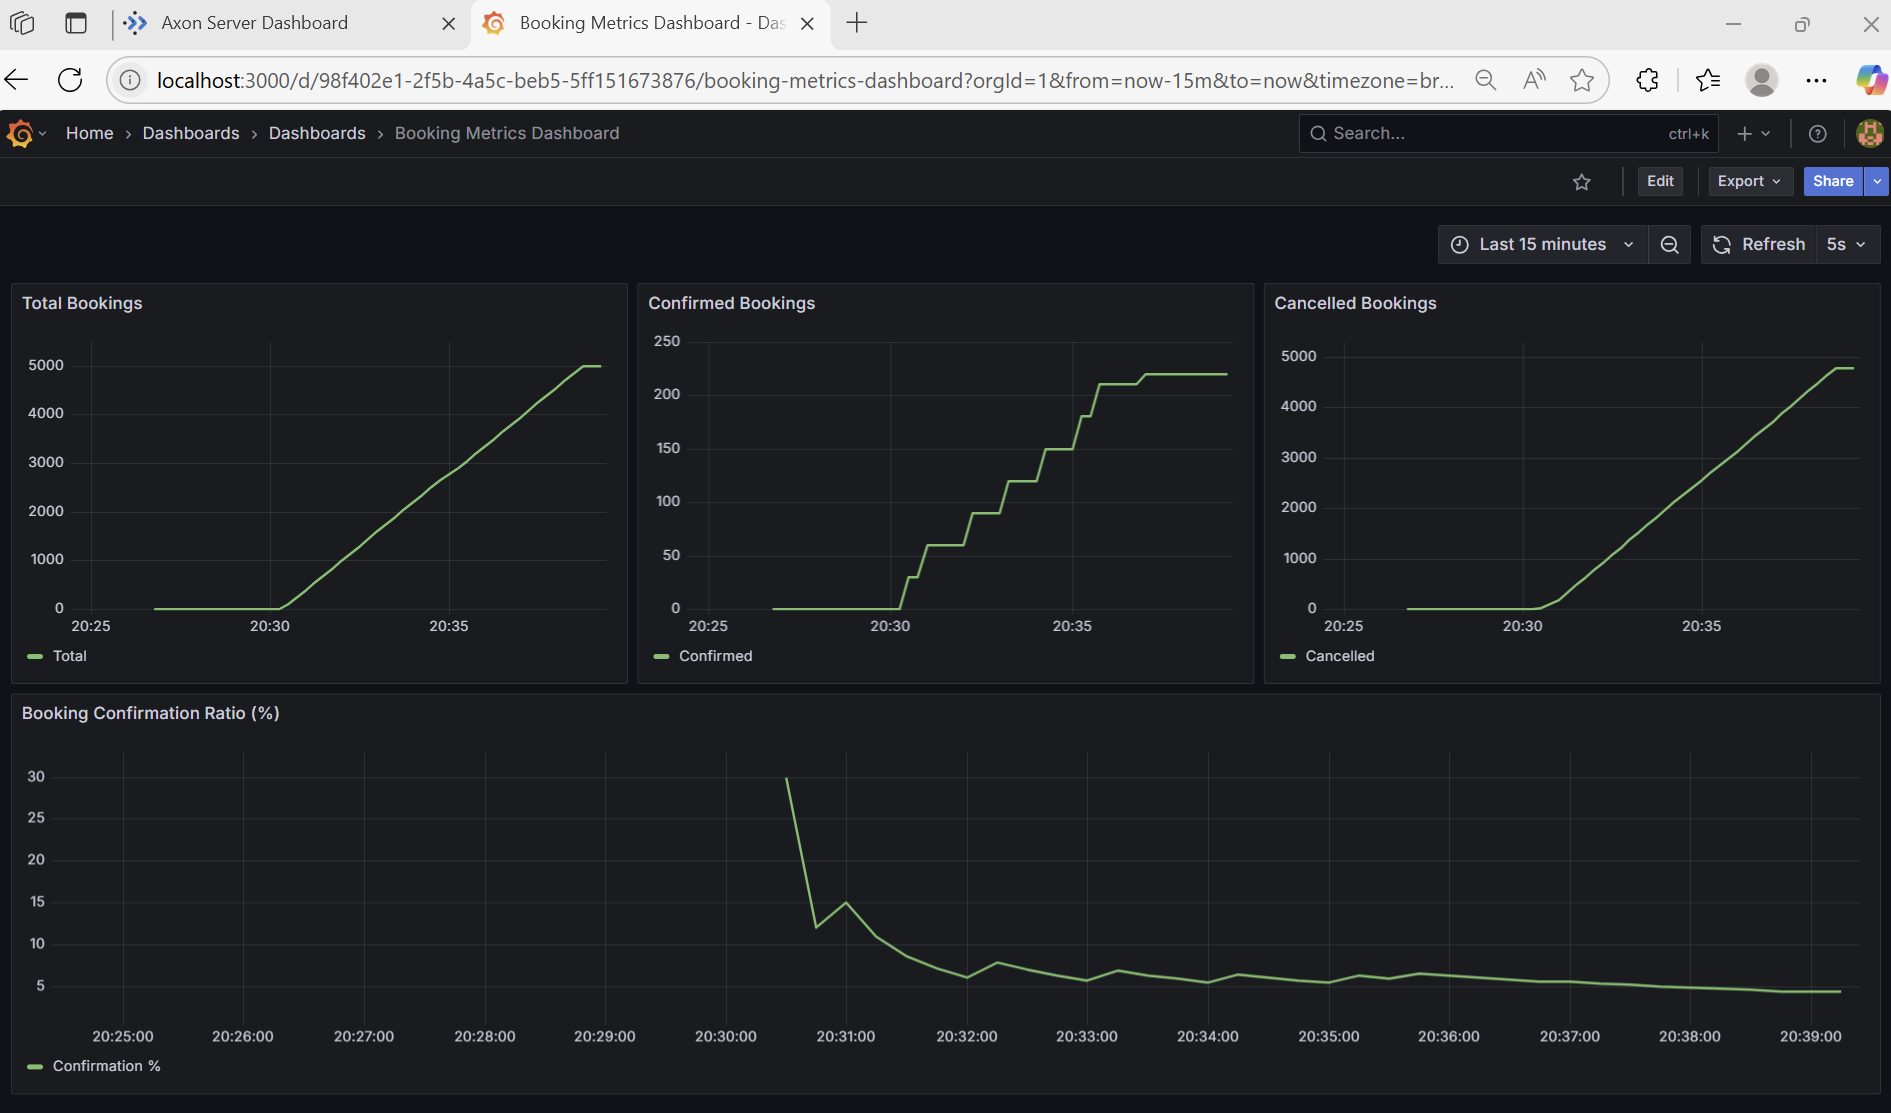 Axon Server Dashboard
Booking Metrics Dashboard - Das
localhost:3000/d/98f402e1-2f5b-4a5c-beb5-5ff151673876/booking-metrics-dashboard?orgId=1&from=now-15m&to=now&timezone=br...
Home › Dashboards › Dashboards › Booking Metrics Dashboard
Search...
ctrl+k
Edit
Export
Share
Last 15 minutes
Refresh
5s
Total Bookings
5000
4000
3000
2000
1000
0
20:25 20:30 20:35
Total
Confirmed Bookings
250
200
150
100
50
0
20:25 20:30 20:35
Confirmed
Cancelled Bookings
5000
4000
3000
2000
1000
0
20:25 20:30 20:35
Cancelled
Booking Confirmation Ratio (%)
30
25
20
15
10
5
20:25:00 20:26:00 20:27:00 20:28:00 20:29:00 20:30:00 20:31:00 20:32:00 20:33:00 20:34:00 20:35:00 20:36:00 20:37:00 20:38:00 20:39:00
Confirmation %